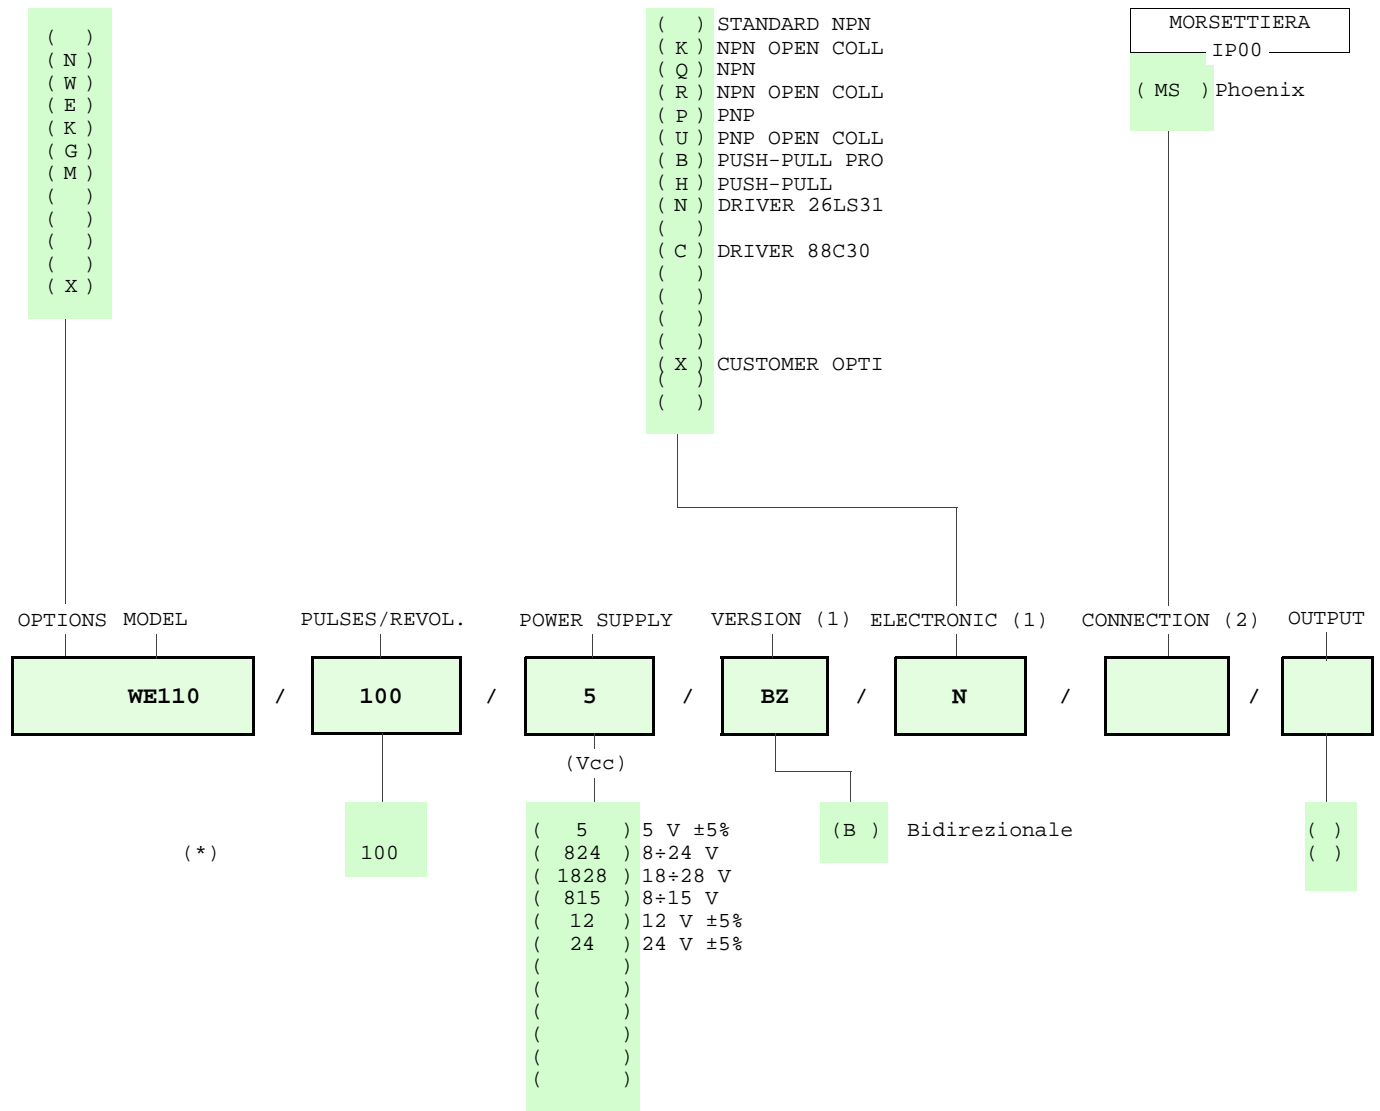 (   )
( N )
( W )
( E )
( K )
( G )
( M )
(   )
(   )
(   )
(   )
( X )
(   ) STANDARD NPN
( K ) NPN OPEN COLL
( Q ) NPN
( R ) NPN OPEN COLL
( P ) PNP
( U ) PNP OPEN COLL
( B ) PUSH-PULL PRO
( H ) PUSH-PULL
( N ) DRIVER 26LS31
(   )
( C ) DRIVER 88C30
(   )
(   )
(   )
(   )
( X ) CUSTOMER OPTI
(   )
(   )
MORSETTIERA
IP00
( MS ) Phoenix
OPTIONS MODEL PULSES/REVOL. POWER SUPPLY VERSION (1) ELECTRONIC (1) CONNECTION (2) OUTPUT
WE110 / 100 / 5 / BZ / N / /
(Vcc)
(*) 100
( 5 ) 5 V ±5%
( 824 ) 8÷24 V
( 1828 ) 18÷28 V
( 815 ) 8÷15 V
( 12 ) 12 V ±5%
( 24 ) 24 V ±5%
(   )
(   )
(   )
(   )
(   )
(   )
(B ) Bidirezionale
( )
( )